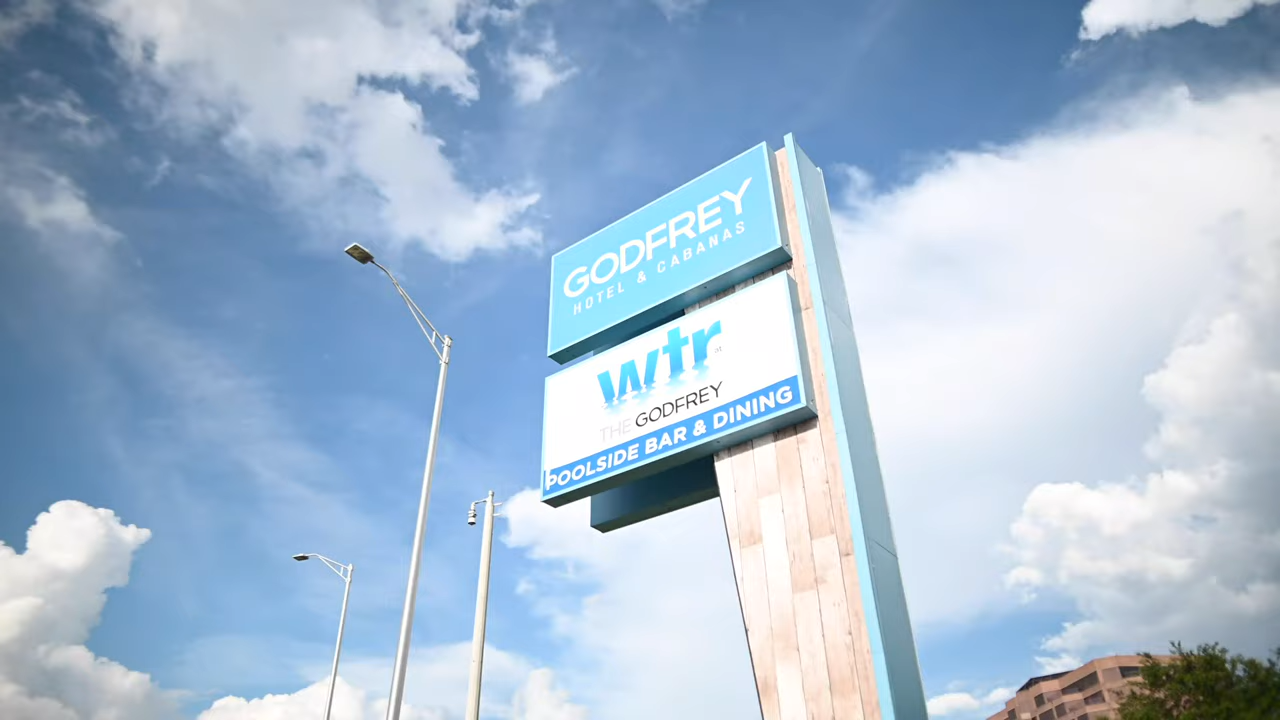 GODFREY
HOTEL & CABANAS
wtr at
THE GODFREY
POOLSIDE BAR & DINING